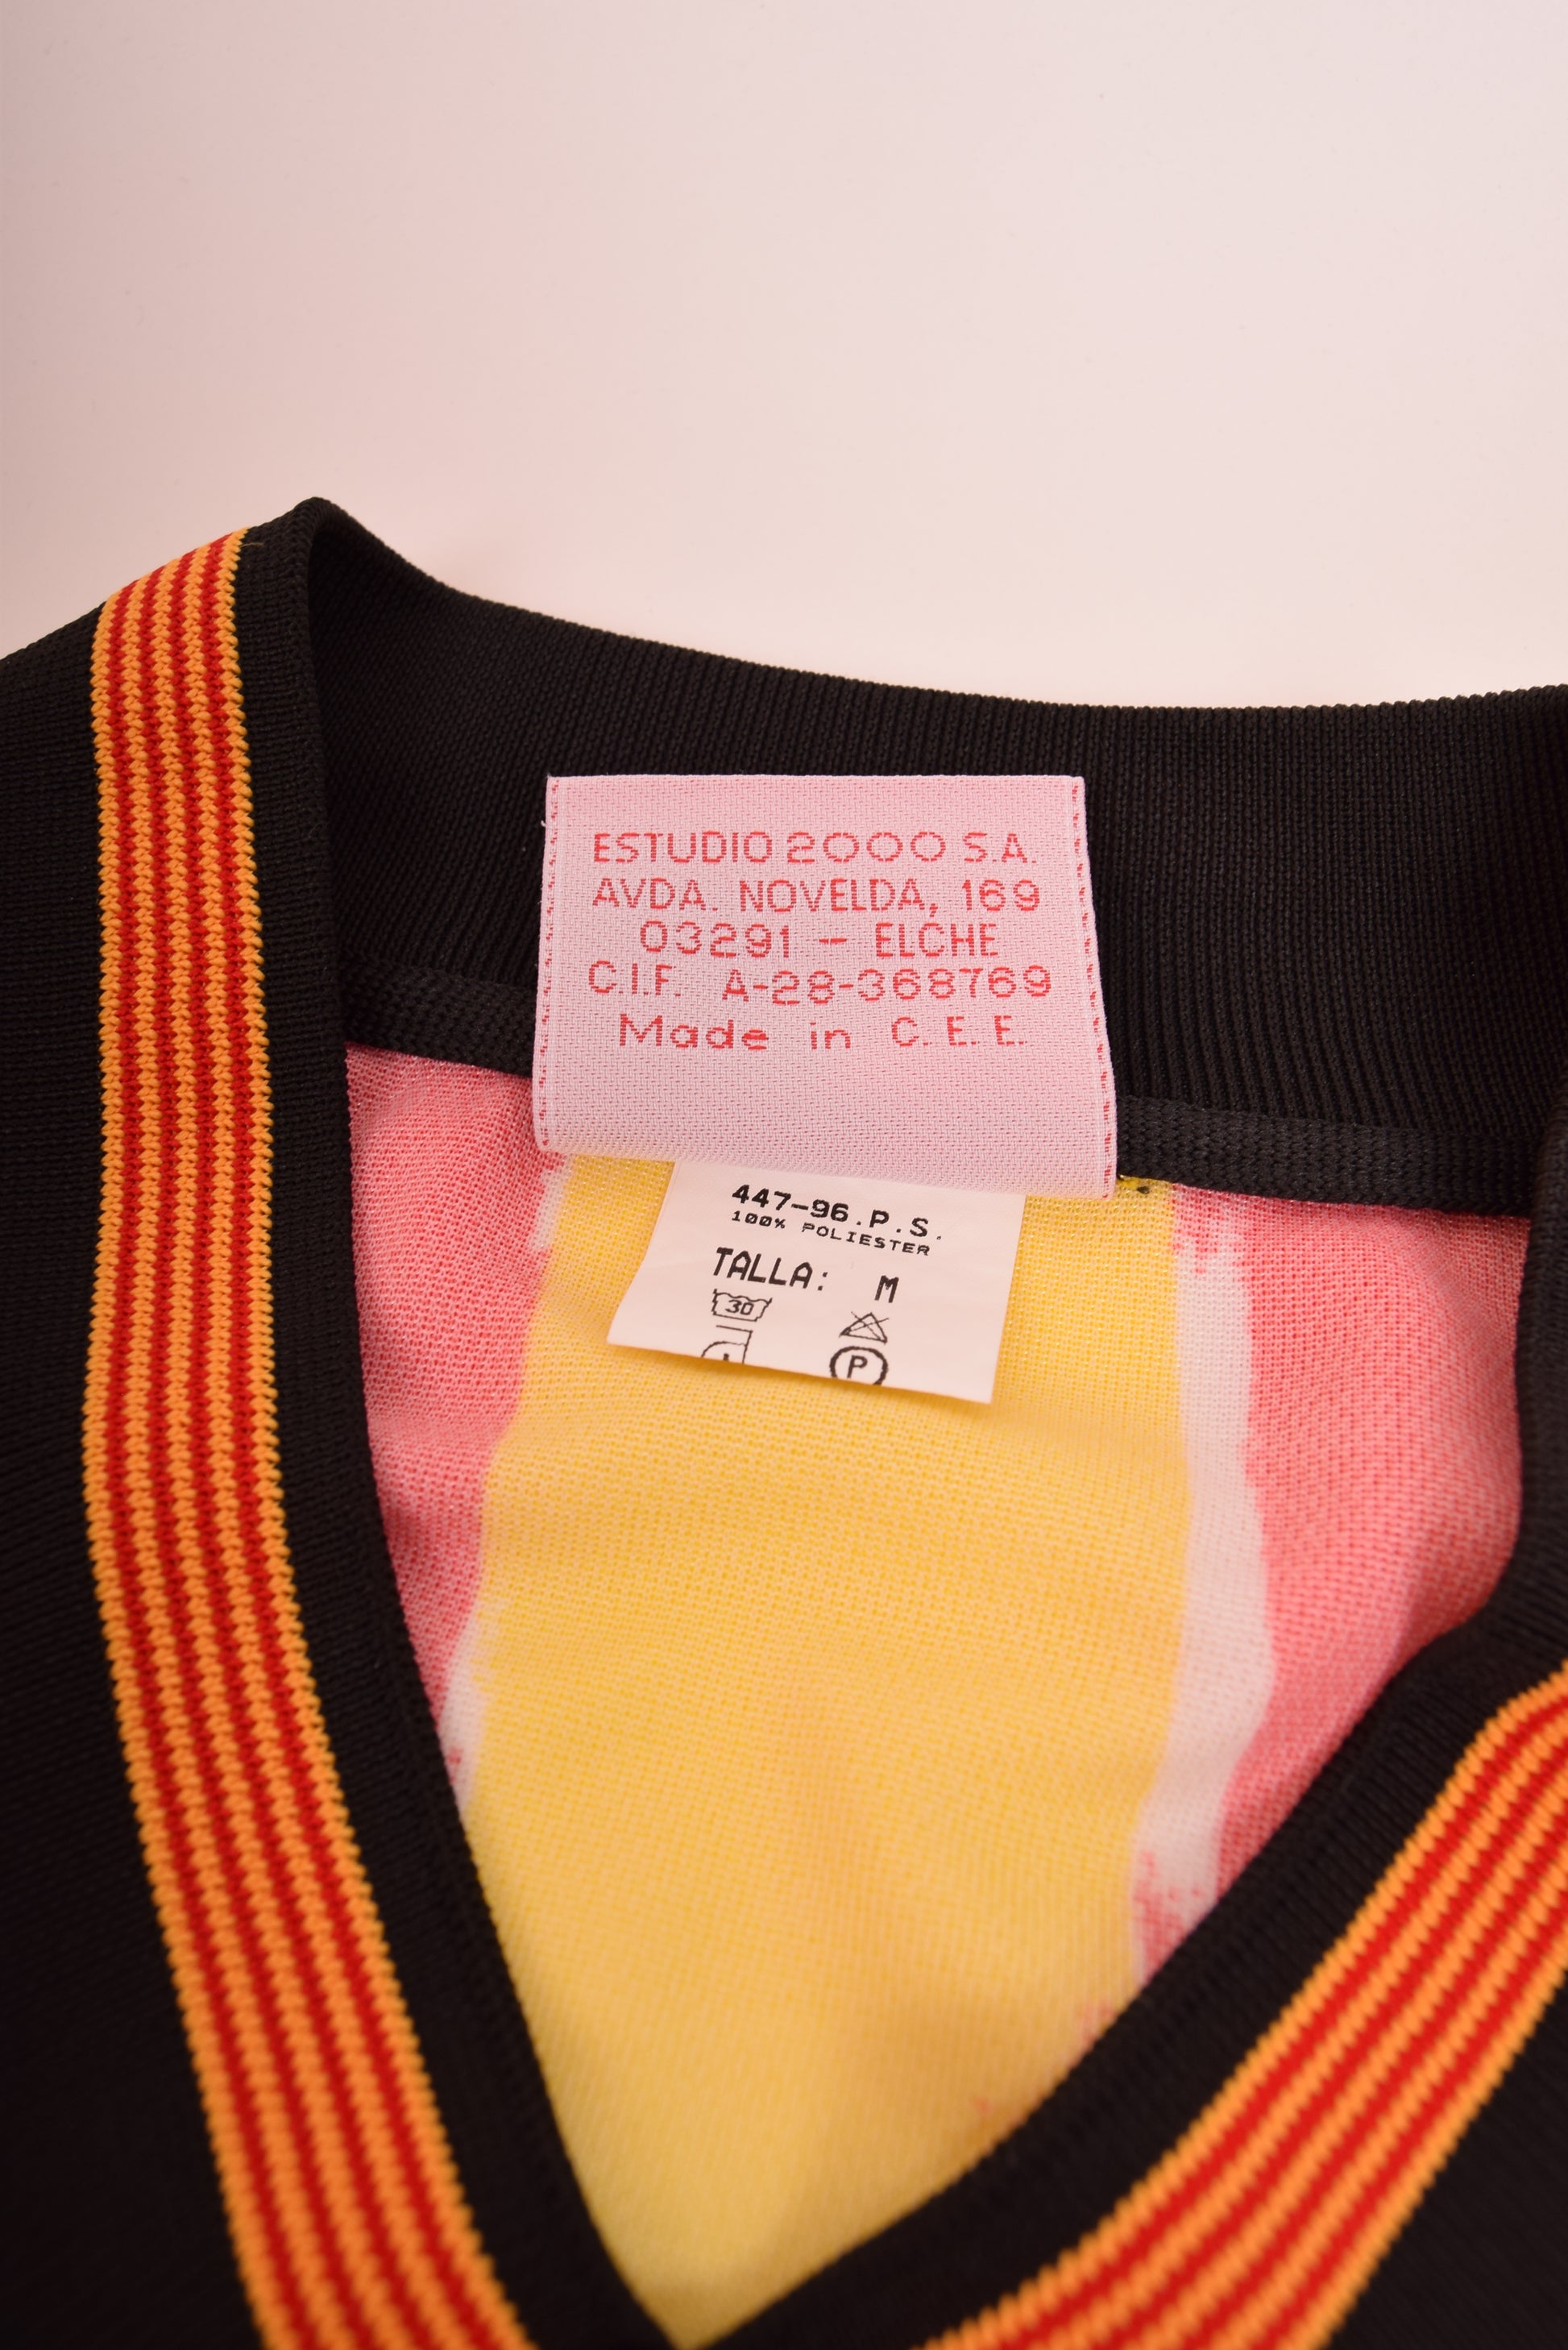 ESTUDIO 2000 S.A.
AVDA. NOVELDA, 169
03291 - ELCHE
C.I.F. A-28-368769
Made in C.E.E.
447-96.P.S.
100% POLIESTER
TALLA: M
30
P